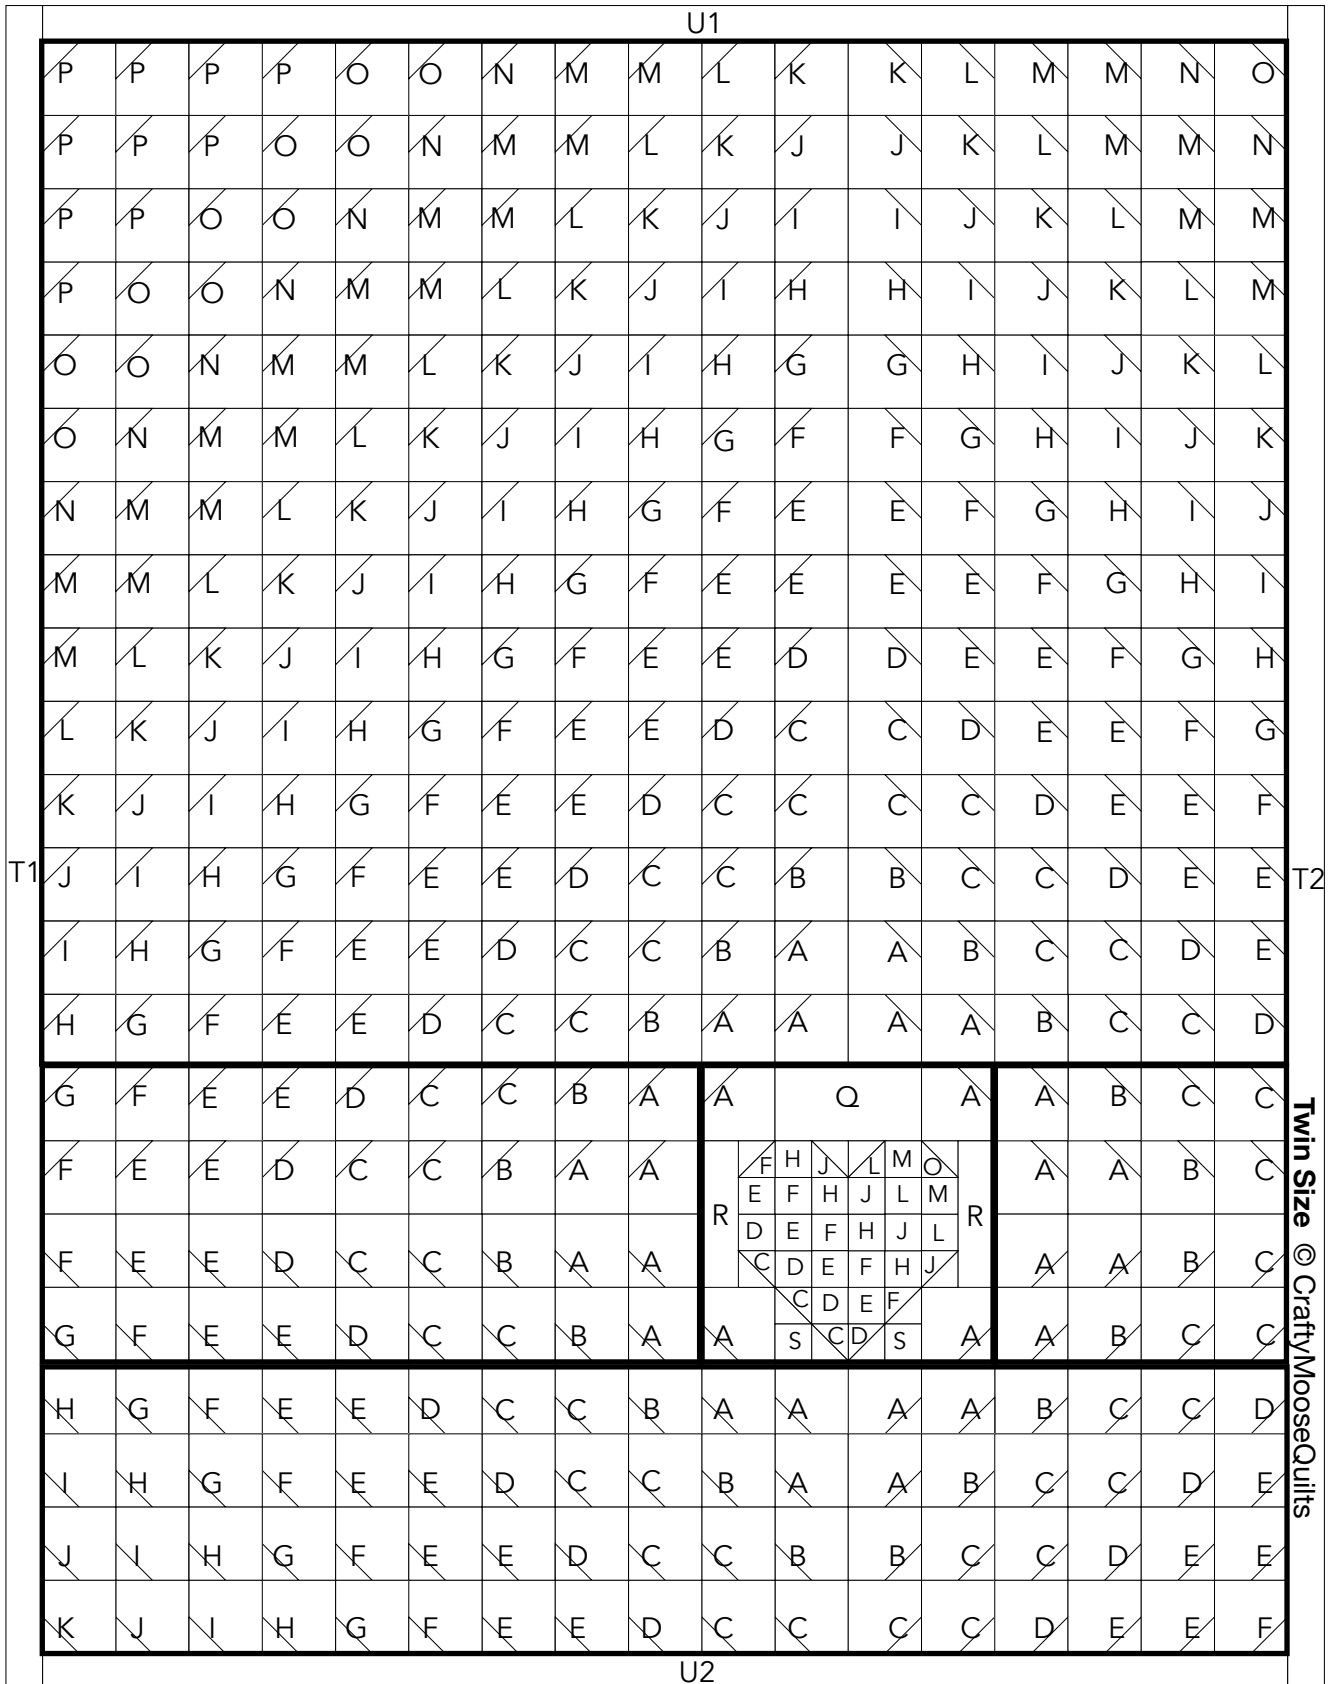 U1
P P P P O O N M M L K K L M M N O
P P P O O N M M L K J J K L M M N
P P O O N M M L K J I I J K L M M
P O O N M M L K J I H H I J K L M
O O N M M L K J I H G G H I J K L
O N M M L K J I H G F F G H I J K
N M M L K J I H G F E E F G H I J
M M L K J I H G F E E E E F G H I
M L K J I H G F E E D D E E F G H
L K J I H G F E E D C C D E E F G
K J I H G F E E D C C C C D E E F
T1 J I H G F E E D C C B B C C D E E T2
I H G F E E D C C B A A B C C D E
H G F E E D C C B A A A A B C C D
G F E E D C C B A A Q A A B C C
F E E D C C B A A F H J L M O A A B C
E F H J L M
R D E F H J L R
F E E D C C B A A C D E F H J A A B C
C D E F
G F E E D C C B A A S C D S A A B C C
H G F E E D C C B A A A A B C C D
I H G F E E D C C B A A B C C D E
J I H G F E E D C C B B C C D E E
K J I H G F E E D C C C C D E E F
U2
Twin Size © CraftyMooseQuilts